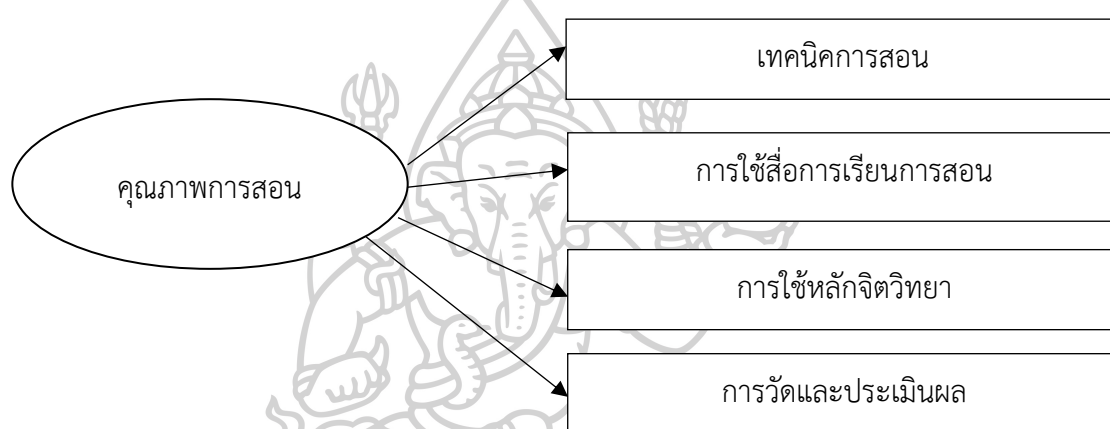 คุณภาพการสอน
เทคนิคการสอน
การใช้สื่อการเรียนการสอน
การใช้หลักจิตวิทยา
การวัดและประเมินผล